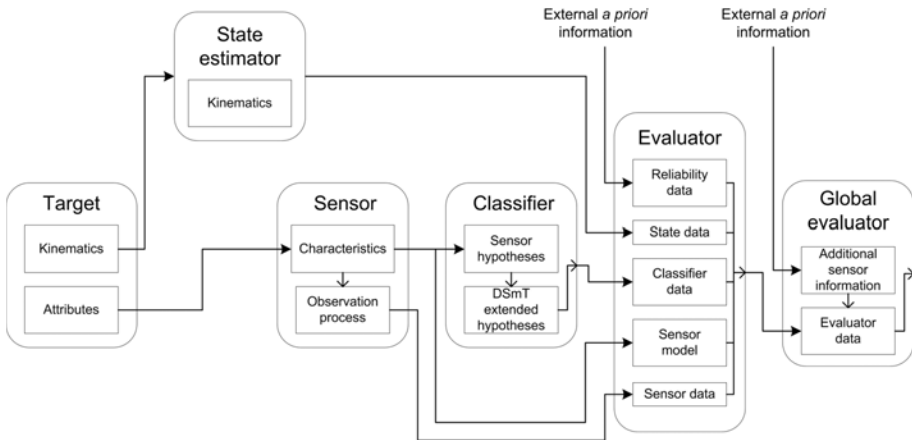 External a priori
information
External a priori
information
State
estimator
Kinematics
Target
Kinematics
Attributes
Sensor
Characteristics
Observation
process
Classifier
Sensor
hypotheses
DSmT
extended
hypotheses
Evaluator
Reliability
data
State data
Classifier
data
Sensor
model
Sensor data
Global
evaluator
Additional
sensor
information
Evaluator
data